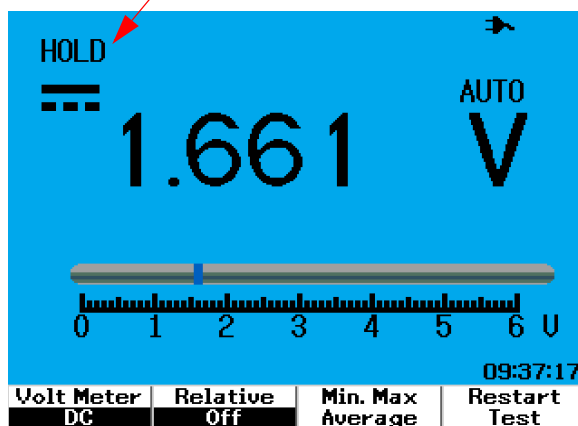 HOLD
AUTO
1.661 V
0 1 2 3 4 5 6 V
09:37:17
Volt Meter Relative Min. Max Restart
DC Off Average Test